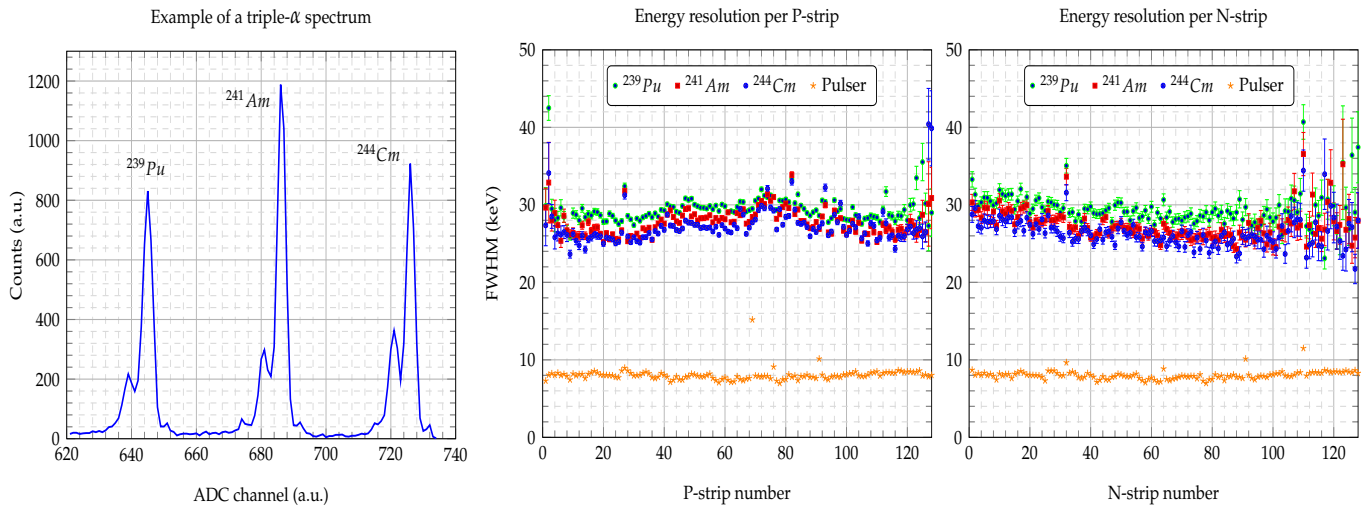 Example of a triple-α spectrum
Counts (a.u.)
1200
1000
800
600
400
200
0
²³⁹Pu
²⁴¹Am
²⁴⁴Cm
620 640 660 680 700 720 740
ADC channel (a.u.)
Energy resolution per P-strip
FWHM (keV)
50
40
30
20
10
0
²³⁹Pu ²⁴¹Am ²⁴⁴Cm Pulser
0 20 40 60 80 100 120
P-strip number
Energy resolution per N-strip
50
40
30
20
10
0
²³⁹Pu ²⁴¹Am ²⁴⁴Cm Pulser
0 20 40 60 80 100 120
N-strip number